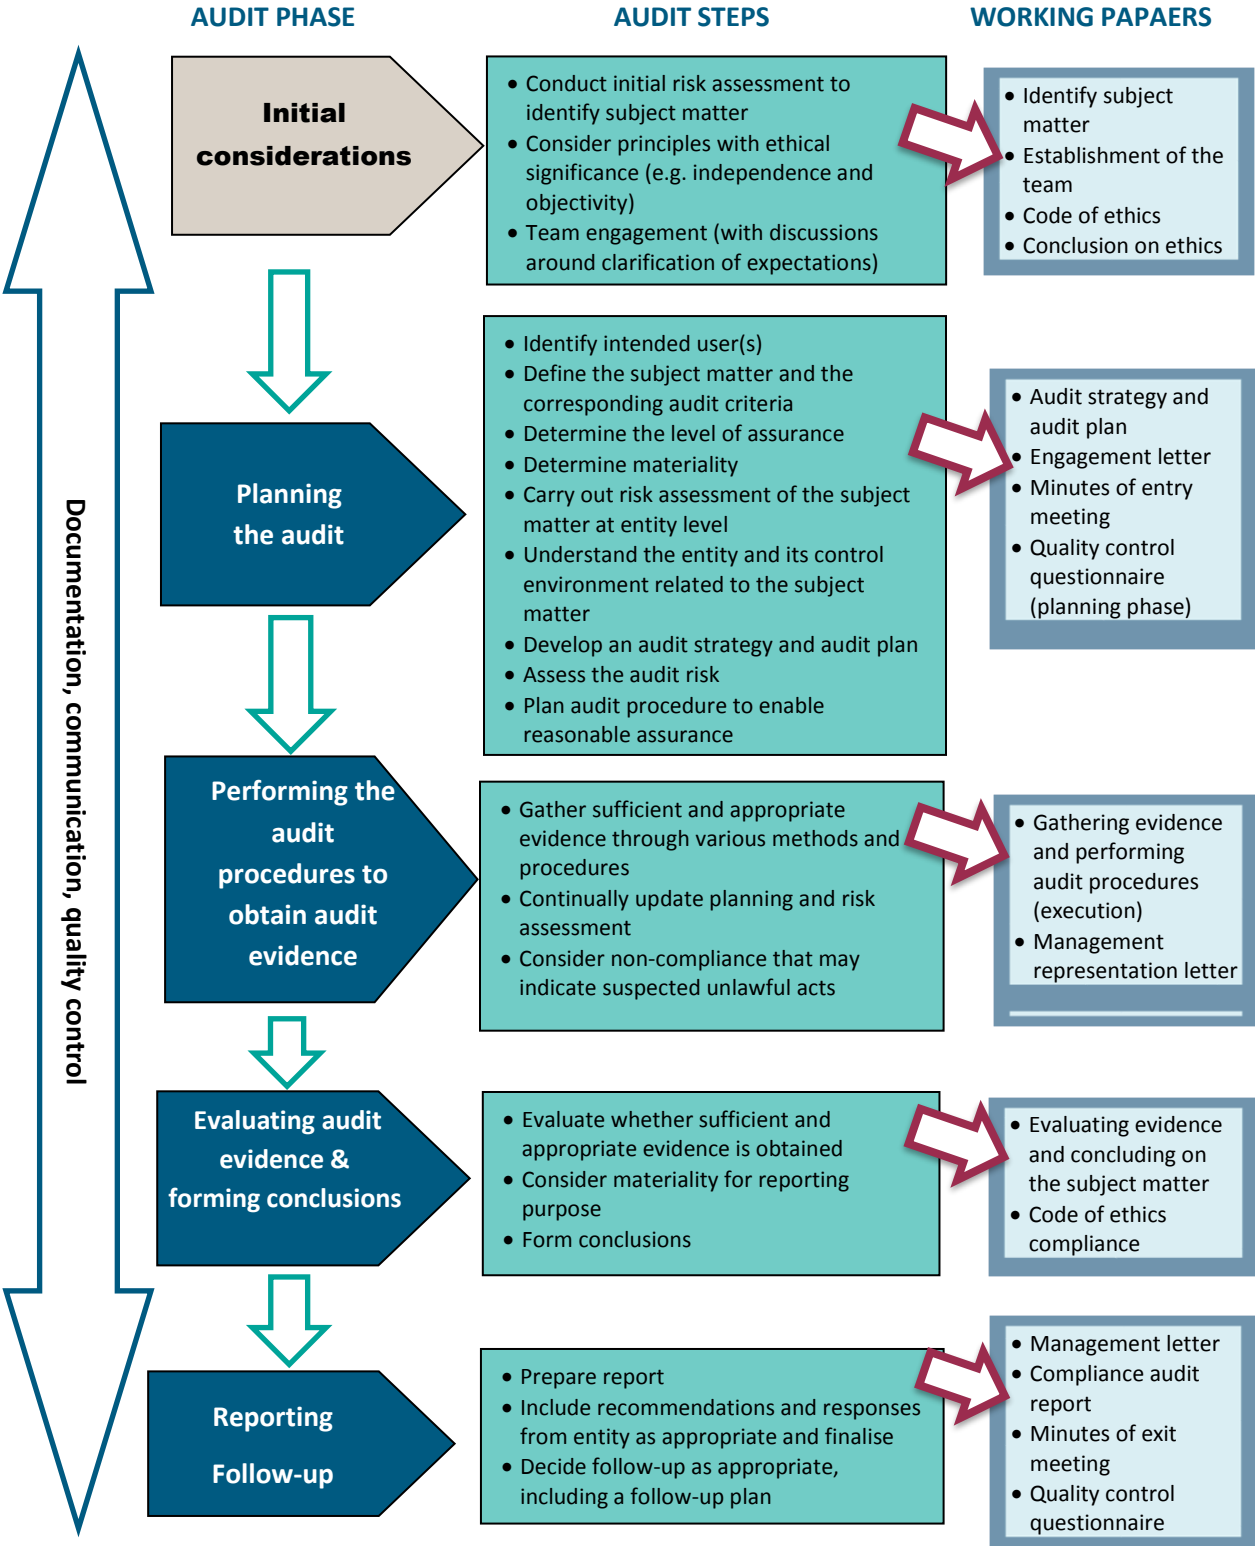 AUDIT PHASE
AUDIT STEPS
WORKING PAPAERS
Documentation, communication, quality control
Initial
considerations
• Conduct initial risk assessment to
identify subject matter
• Consider principles with ethical
significance (e.g. independence and
objectivity)
• Team engagement (with discussions
around clarification of expectations)
• Identify subject
matter
• Establishment of the
team
• Code of ethics
• Conclusion on ethics
Planning
the audit
• Identify intended user(s)
• Define the subject matter and the
corresponding audit criteria
• Determine the level of assurance
• Determine materiality
• Carry out risk assessment of the subject
matter at entity level
• Understand the entity and its control
environment related to the subject
matter
• Develop an audit strategy and audit plan
• Assess the audit risk
• Plan audit procedure to enable
reasonable assurance
• Audit strategy and
audit plan
• Engagement letter
• Minutes of entry
meeting
• Quality control
questionnaire
(planning phase)
Performing the
audit
procedures to
obtain audit
evidence
• Gather sufficient and appropriate
evidence through various methods and
procedures
• Continually update planning and risk
assessment
• Consider non-compliance that may
indicate suspected unlawful acts
• Gathering evidence
and performing
audit procedures
(execution)
• Management
representation letter
Evaluating audit
evidence &
forming conclusions
• Evaluate whether sufficient and
appropriate evidence is obtained
• Consider materiality for reporting
purpose
• Form conclusions
• Evaluating evidence
and concluding on
the subject matter
• Code of ethics
compliance
Reporting
Follow-up
• Prepare report
• Include recommendations and responses
from entity as appropriate and finalise
• Decide follow-up as appropriate,
including a follow-up plan
• Management letter
• Compliance audit
report
• Minutes of exit
meeting
• Quality control
questionnaire